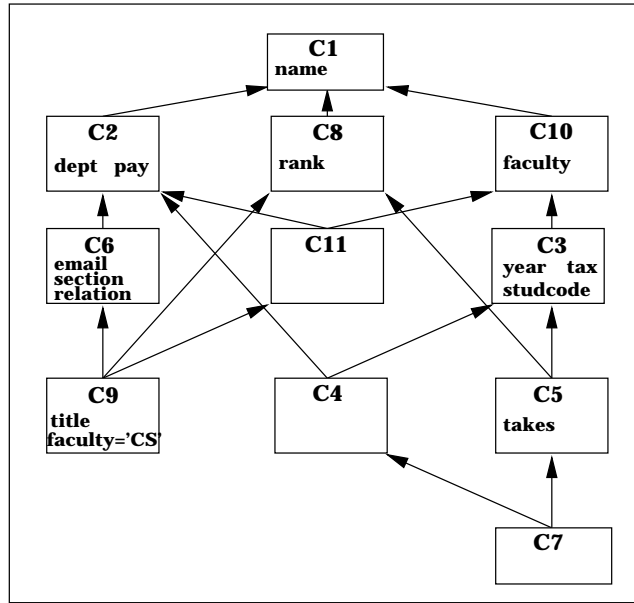 C1
name
C2
dept pay
C8
rank
C10
faculty
C6
email
section
relation
C11
C3
year tax
studcode
C9
title
faculty='CS'
C4
C5
takes
C7